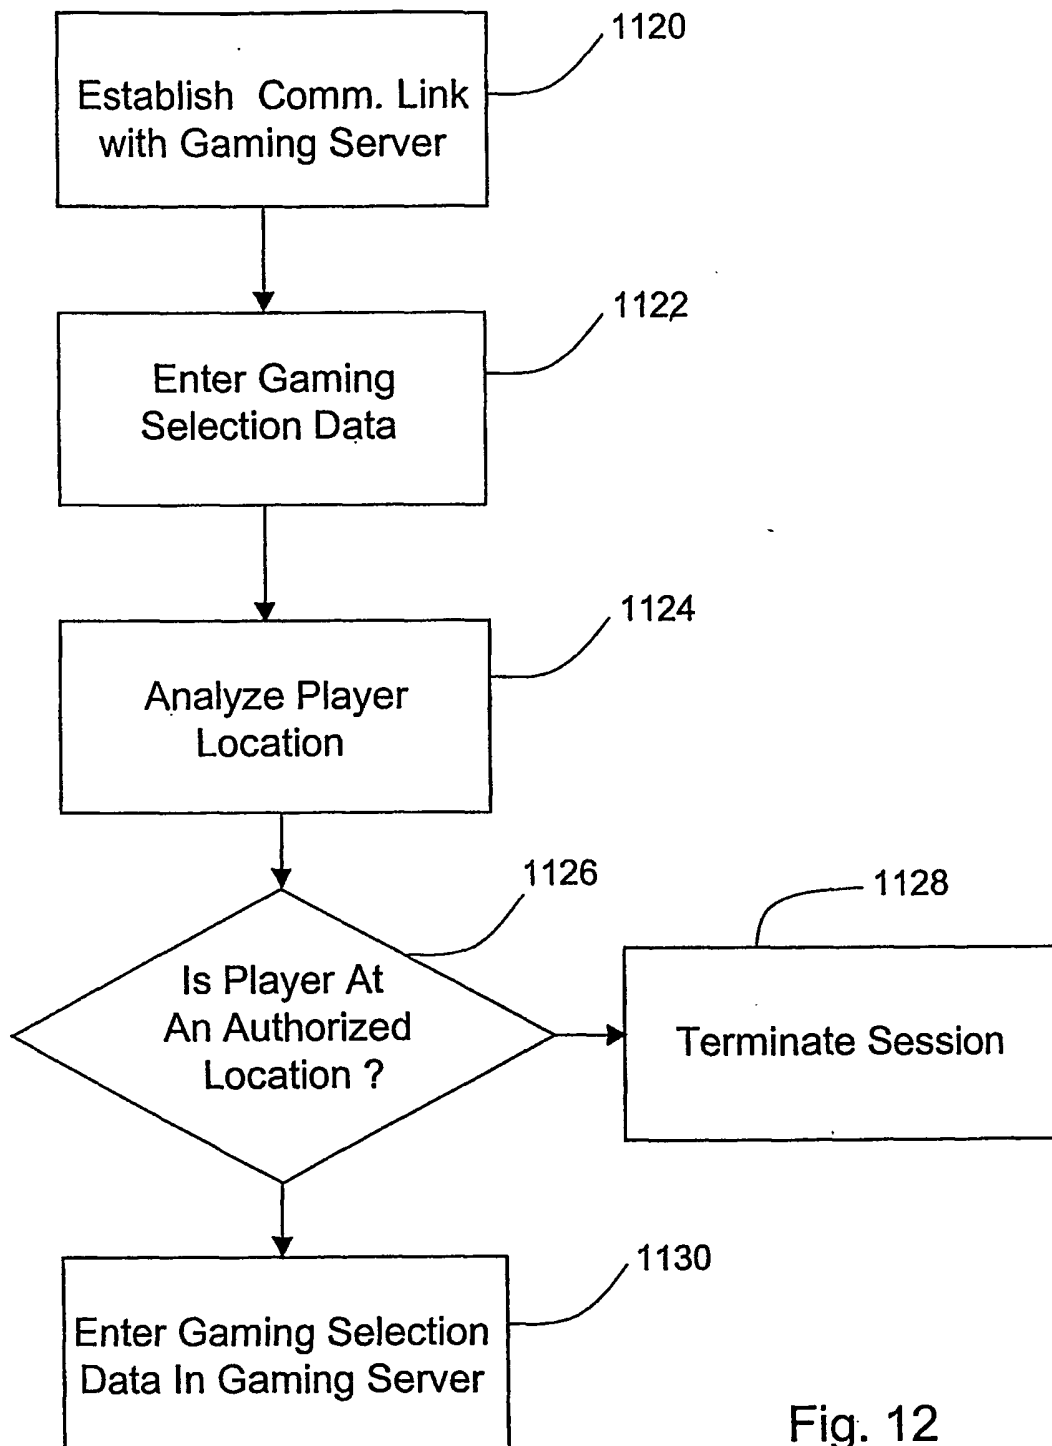 1120
Establish Comm. Link
with Gaming Server
1122
Enter Gaming
Selection Data
1124
Analyze Player
Location
1126
Is Player At
An Authorized
Location ?
1128
Terminate Session
1130
Enter Gaming Selection
Data In Gaming Server
Fig. 12